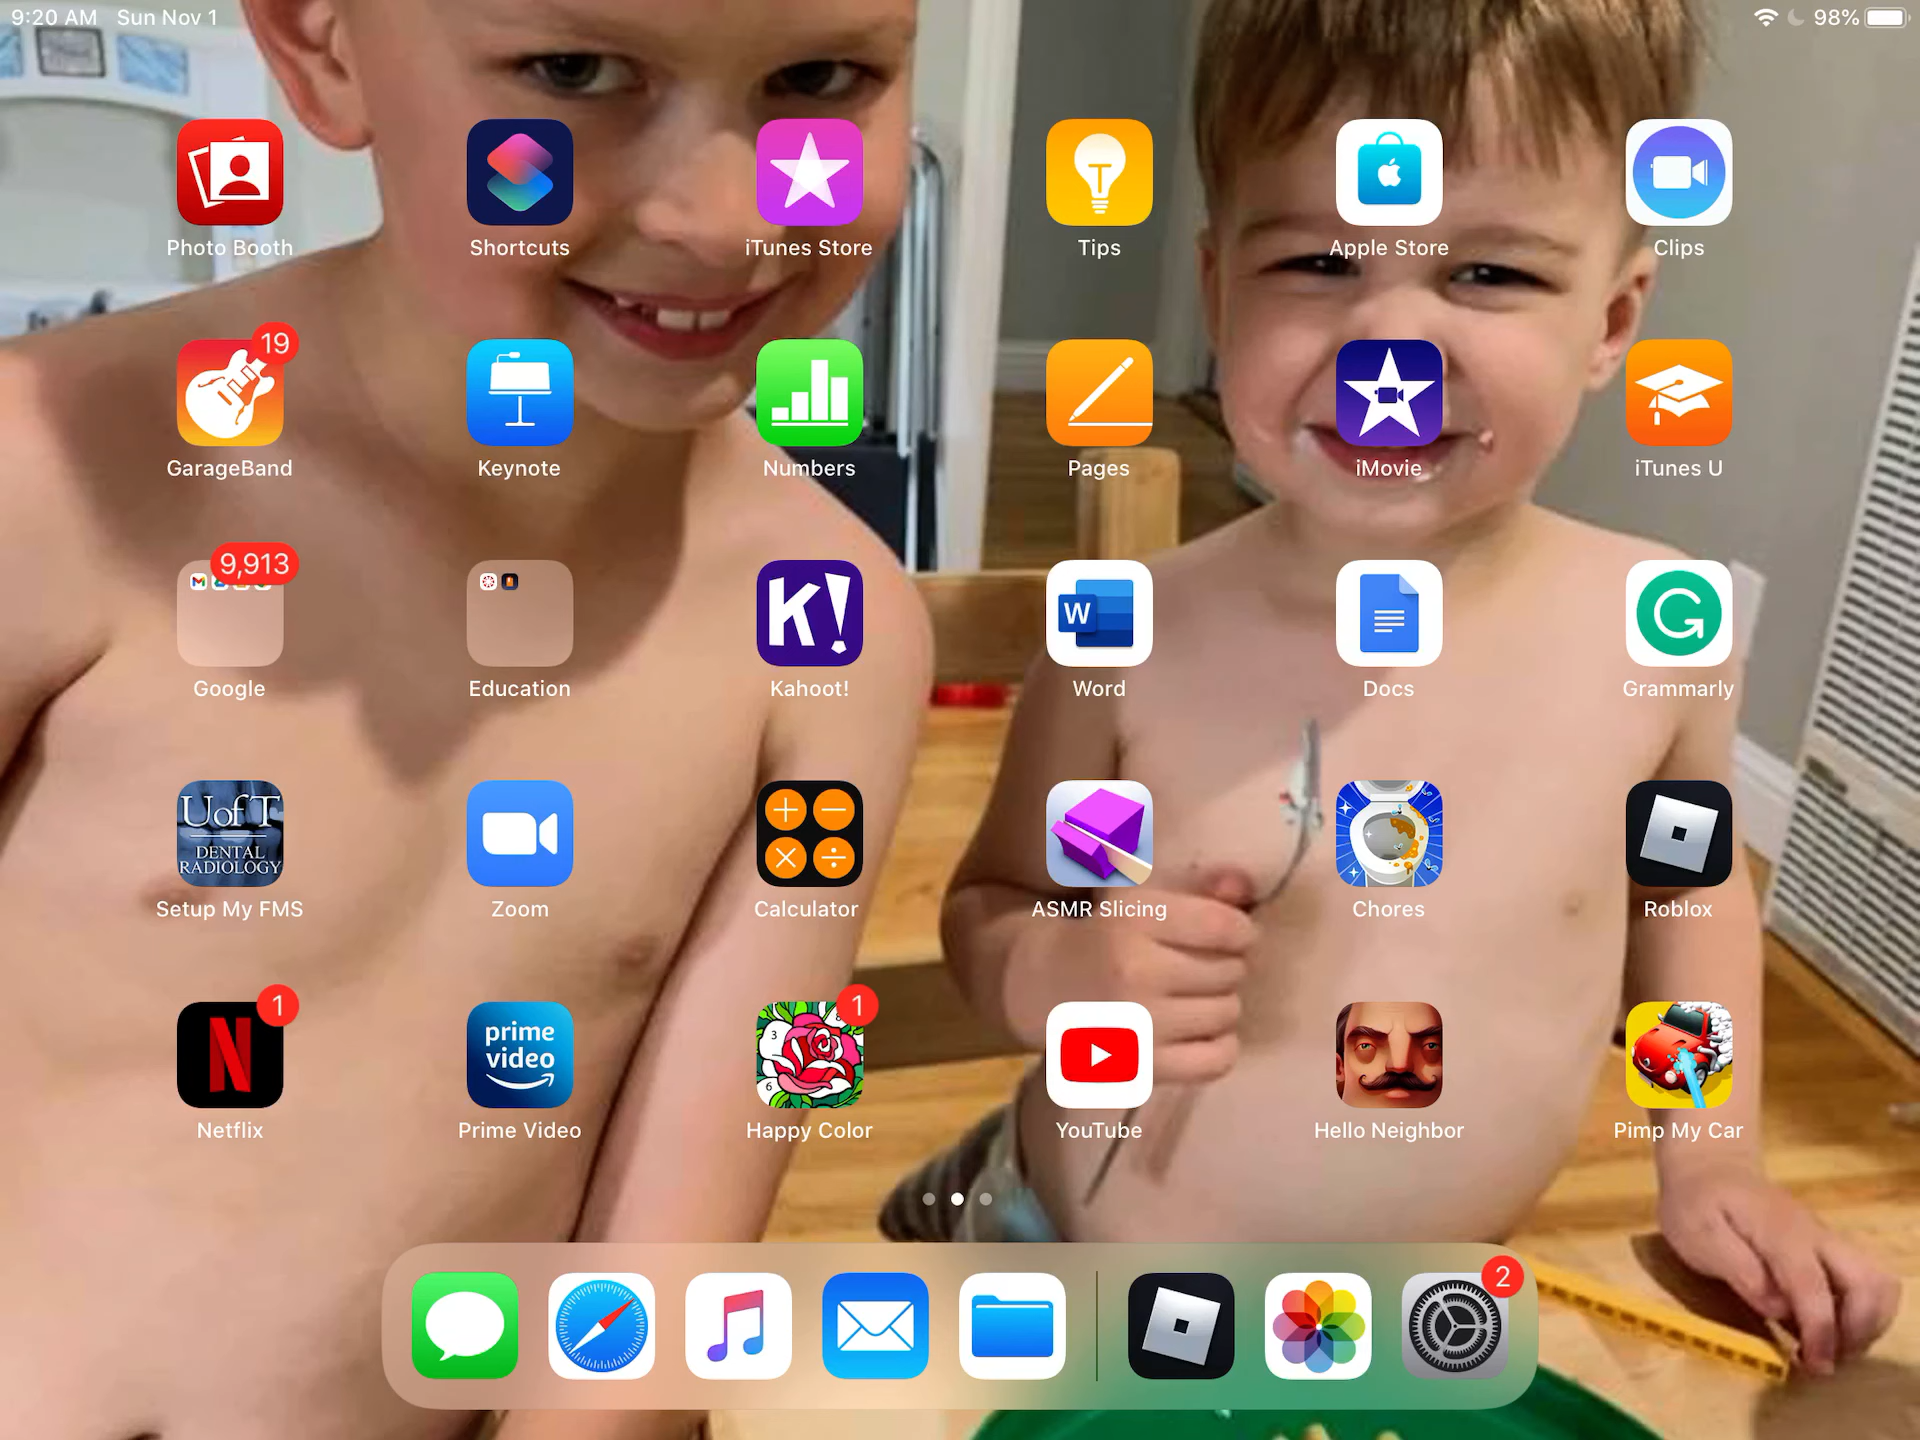 9:20 AM Sun Nov 1
98%
Photo Booth
Shortcuts
iTunes Store
Tips
Apple Store
Clips
19
GarageBand
Keynote
Numbers
Pages
iMovie
iTunes U
9,913
Google
Education
K!
Kahoot!
W
Word
Docs
G
Grammarly
UofT
DENTAL
RADIOLOGY
Setup My FMS
Zoom
Calculator
ASMR Slicing
Chores
Roblox
N
1
Netflix
prime
video
Prime Video
3
6
1
Happy Color
YouTube
Hello Neighbor
Pimp My Car
2